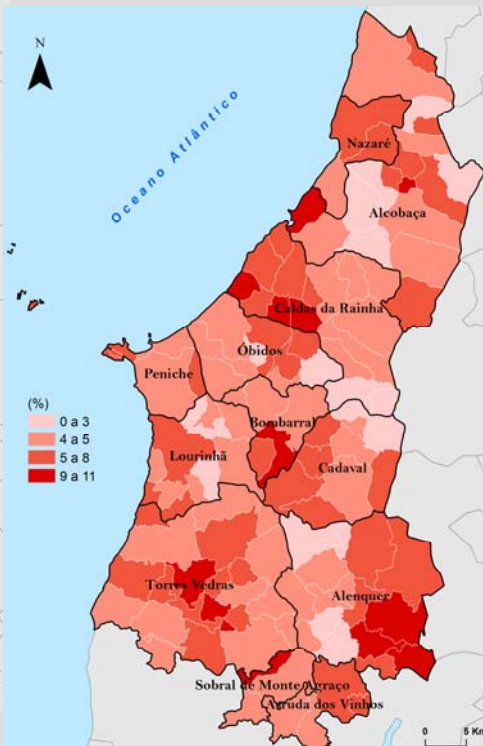 N
Oceano Atlântico
Nazaré
Alcobaça
Caldas da Rainha
Óbidos
Peniche
Bombarral
Lourinhã
Cadaval
Torres Vedras
Alenquer
Sobral de Monte Agraço
Arruda dos Vinhos
(%)
0 a 3
4 a 5
5 a 8
9 a 11
0 5 Km